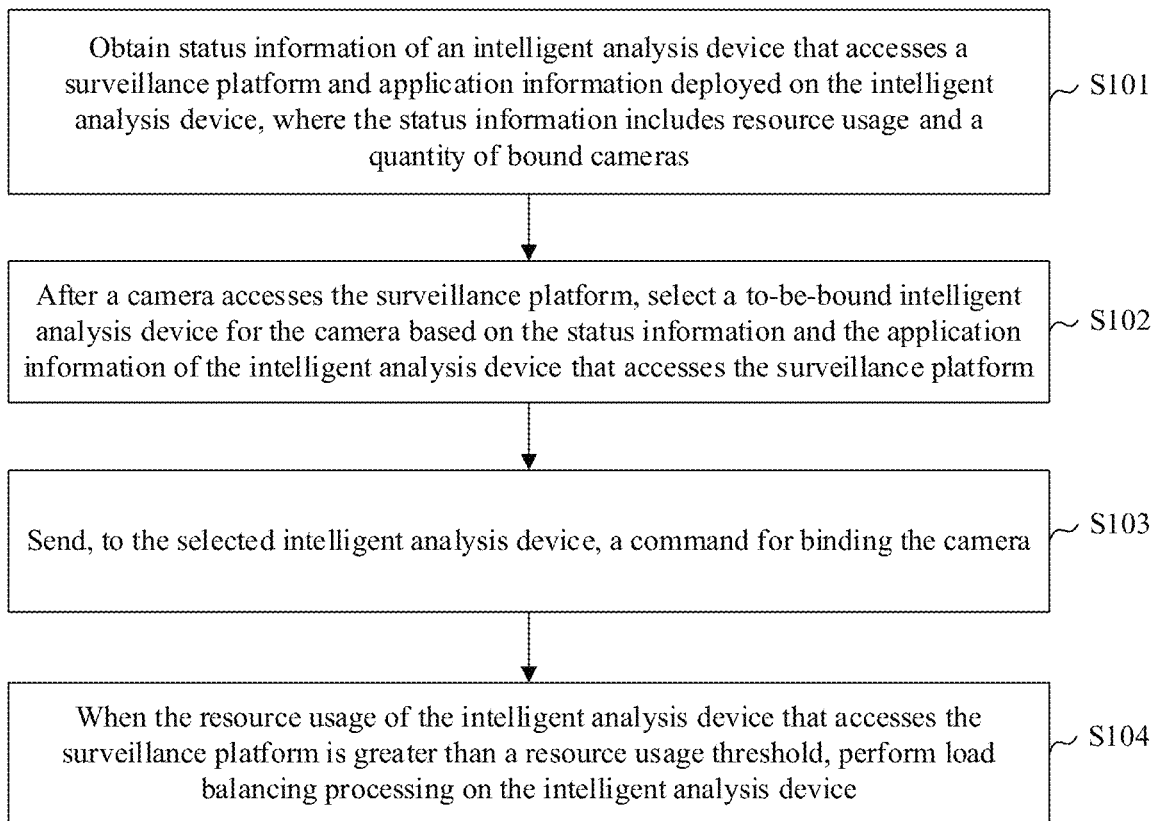 Obtain status information of an intelligent analysis device that accesses a
surveillance platform and application information deployed on the intelligent
analysis device, where the status information includes resource usage and a
quantity of bound cameras
S101
After a camera accesses the surveillance platform, select a to-be-bound intelligent
analysis device for the camera based on the status information and the application
information of the intelligent analysis device that accesses the surveillance platform
S102
Send, to the selected intelligent analysis device, a command for binding the camera
S103
When the resource usage of the intelligent analysis device that accesses the
surveillance platform is greater than a resource usage threshold, perform load
balancing processing on the intelligent analysis device
S104